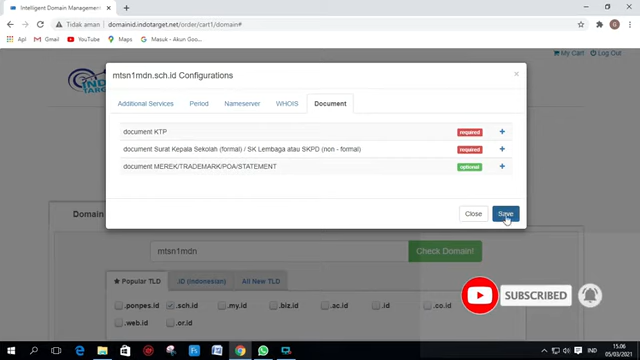 Intelligent Domain Management
Tidak aman
domainid.indotarget.net/order/cart1/domain#
Apl
Gmail
YouTube
Maps
Masuk - Akun Goo...
My Cart
Log Out
mtsn1mdn.sch.id Configurations
×
Additional Services
Period
Nameserver
WHOIS
Document
document KTP
required
+
document Surat Kepala Sekolah (formal) / SK Lembaga atau SKPD (non - formal)
required
+
document MEREK/TRADEMARK/POA/STATEMENT
optional
+
Close
Save
Domain
mtsn1mdn
Check Domain!
Popular TLD
.ID (Indonesian)
All New TLD
.ponpes.id
.sch.id
.my.id
.biz.id
.ac.id
.id
.co.id
.web.id
.or.id
SUBSCRIBED
IND
15.06
05/03/2021